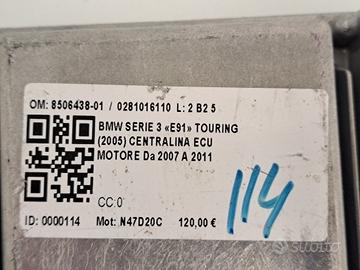 OM: 8506438-01 / 0281016110 L: 2 B2 5
BMW SERIE 3 «E91» TOURING
(2005) CENTRALINA ECU
MOTORE Da 2007 A 2011
CC:0
114
ID: 0000114 Mot: N47D20C 120,00 €
subito